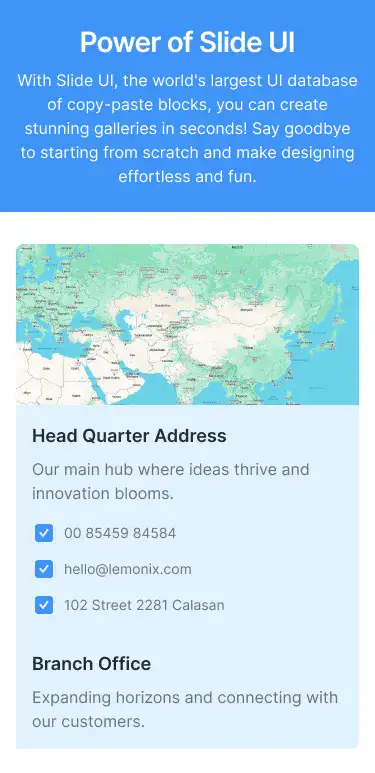 Power of Slide UI
With Slide UI, the world's largest UI database
of copy-paste blocks, you can create
stunning galleries in seconds! Say goodbye
to starting from scratch and make designing
effortless and fun.
Head Quarter Address
Our main hub where ideas thrive and
innovation blooms.
00 85459 84584
hello@lemonix.com
102 Street 2281 Calasan
Branch Office
Expanding horizons and connecting with
our customers.